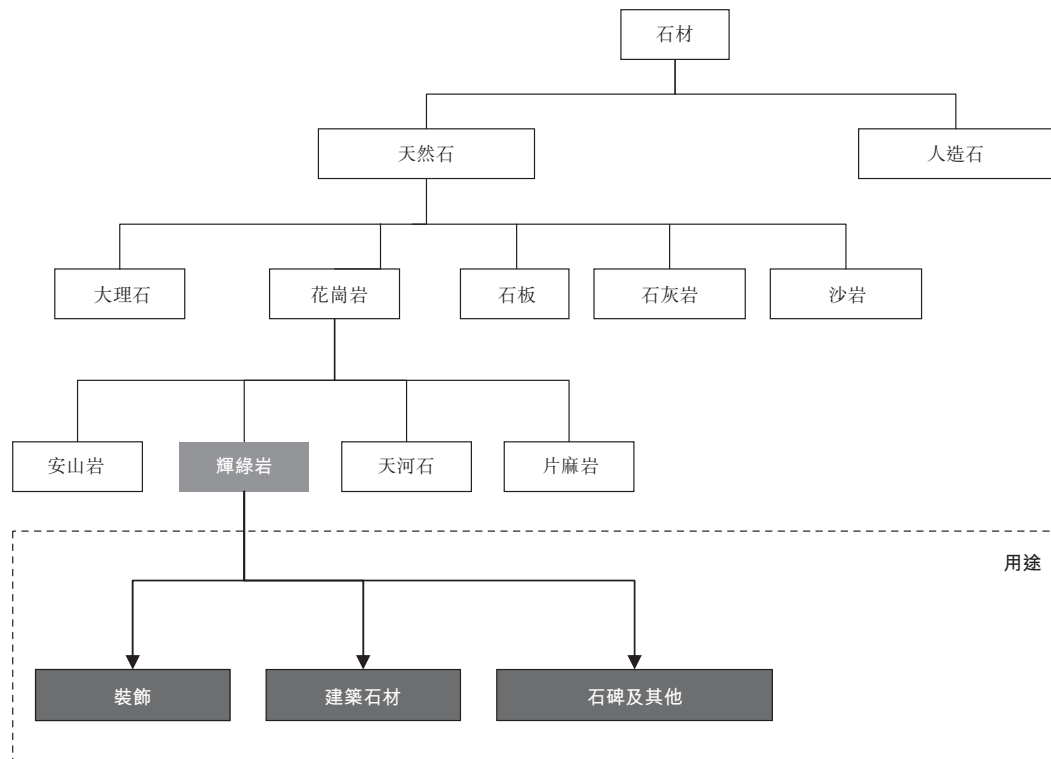 石材
天然石
人造石
大理石
花崗岩
石板
石灰岩
沙岩
安山岩
輝綠岩
天河石
片麻岩
用途
裝飾
建築石材
石碑及其他